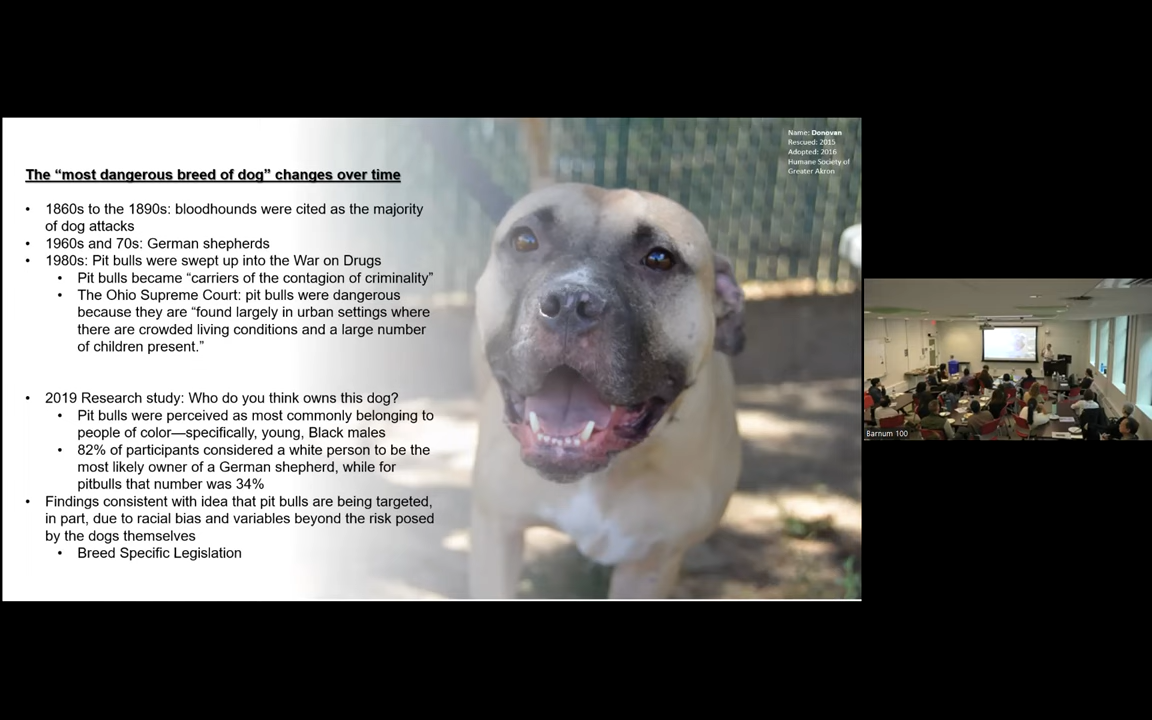 Name: Donovan
Rescued: 2015
Adopted: 2016
Humane Society of
Greater Akron
The “most dangerous breed of dog” changes over time
• 1860s to the 1890s: bloodhounds were cited as the majority
of dog attacks
• 1960s and 70s: German shepherds
• 1980s: Pit bulls were swept up into the War on Drugs
• Pit bulls became “carriers of the contagion of criminality”
• The Ohio Supreme Court: pit bulls were dangerous
because they are “found largely in urban settings where
there are crowded living conditions and a large number
of children present.”
• 2019 Research study: Who do you think owns this dog?
• Pit bulls were perceived as most commonly belonging to
people of color—specifically, young, Black males
• 82% of participants considered a white person to be the
most likely owner of a German shepherd, while for
pitbulls that number was 34%
• Findings consistent with idea that pit bulls are being targeted,
in part, due to racial bias and variables beyond the risk posed
by the dogs themselves
• Breed Specific Legislation
Barnum 100